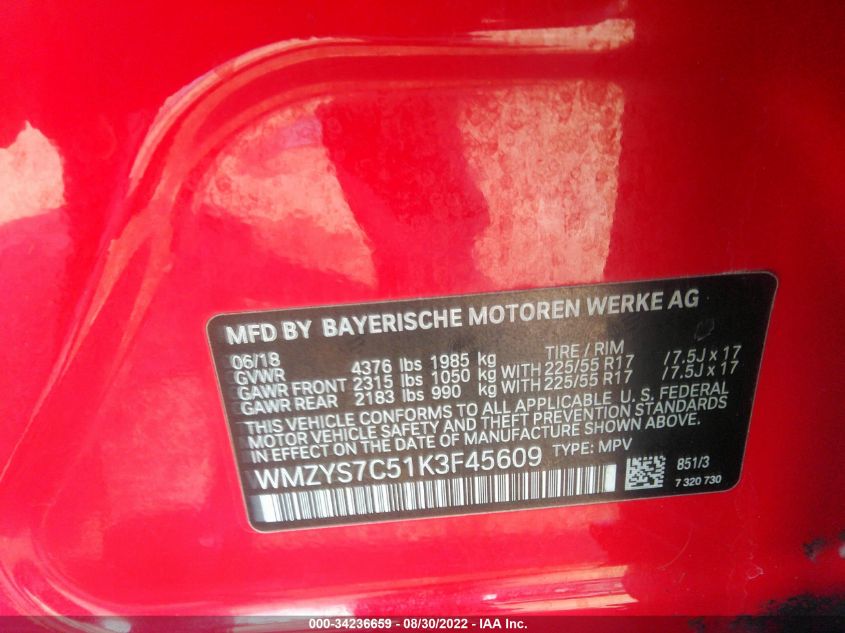 MFD BY BAYERISCHE MOTOREN WERKE AG
06/18 TIRE / RIM
GVWR 4376 lbs 1985 kg
GAWR FRONT 2315 lbs 1050 kg WITH 225/55 R17 /7.5J x 17
GAWR REAR 2183 lbs 990 kg WITH 225/55 R17 /7.5J x 17
THIS VEHICLE CONFORMS TO ALL APPLICABLE U. S. FEDERAL
MOTOR VEHICLE SAFETY AND THEFT PREVENTION STANDARDS
IN EFFECT ON THE DATE OF MANUFACTURE SHOWN ABOVE.
WMZYS7C51K3F45609 TYPE: MPV
851/3
7 320 730
000-34236659 - 08/30/2022 - IAA Inc.